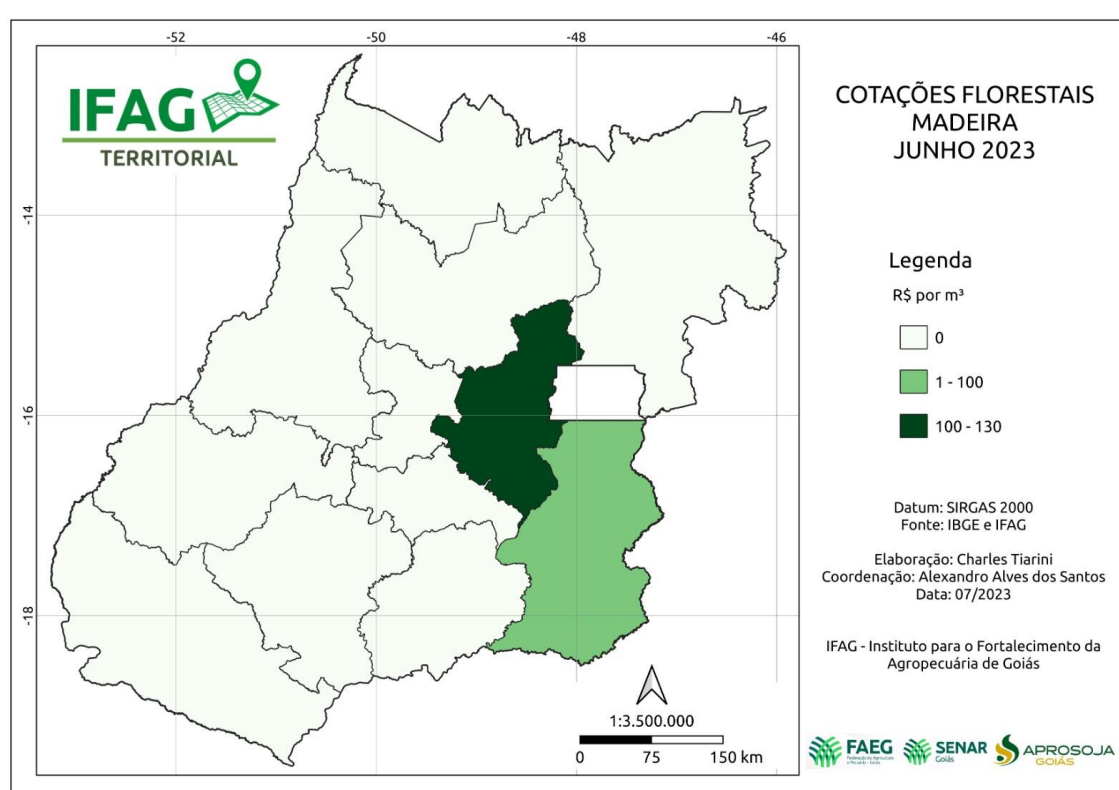 -52
-50
-48
-46
-14
-16
-18
IFAG
TERRITORIAL
COTAÇÕES FLORESTAIS
MADEIRA
JUNHO 2023
Legenda
R$ por m³
0
1 - 100
100 - 130
Datum: SIRGAS 2000
Fonte: IBGE e IFAG
Elaboração: Charles Tiarini
Coordenação: Alexandro Alves dos Santos
Data: 07/2023
IFAG - Instituto para o Fortalecimento da
Agropecuária de Goiás
1:3.500.000
0 75 150 km
FAEG
SENAR
Goiás
APROSOJA
GOIÁS